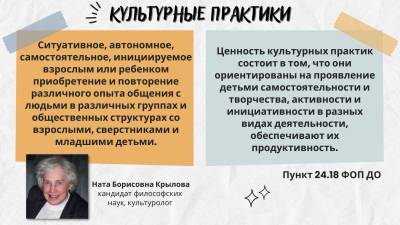 КУЛЬТУРНЫЕ ПРАКТИКИ
Ситуативное, автономное,
самостоятельное, инициируемое
взрослым или ребенком
приобретение и повторение
различного опыта общения с
людьми в различных группах и
общественных структурах со
взрослыми, сверстниками и
младшими детьми.
Ценность культурных практик
состоит в том, что они
ориентированы на проявление
детьми самостоятельности и
творчества, активности и
инициативности в разных
видах деятельности,
обеспечивают их
продуктивность.
Пункт 24.18 ФОП ДО
Ната Борисовна Крылова
кандидат философских
наук, культуролог